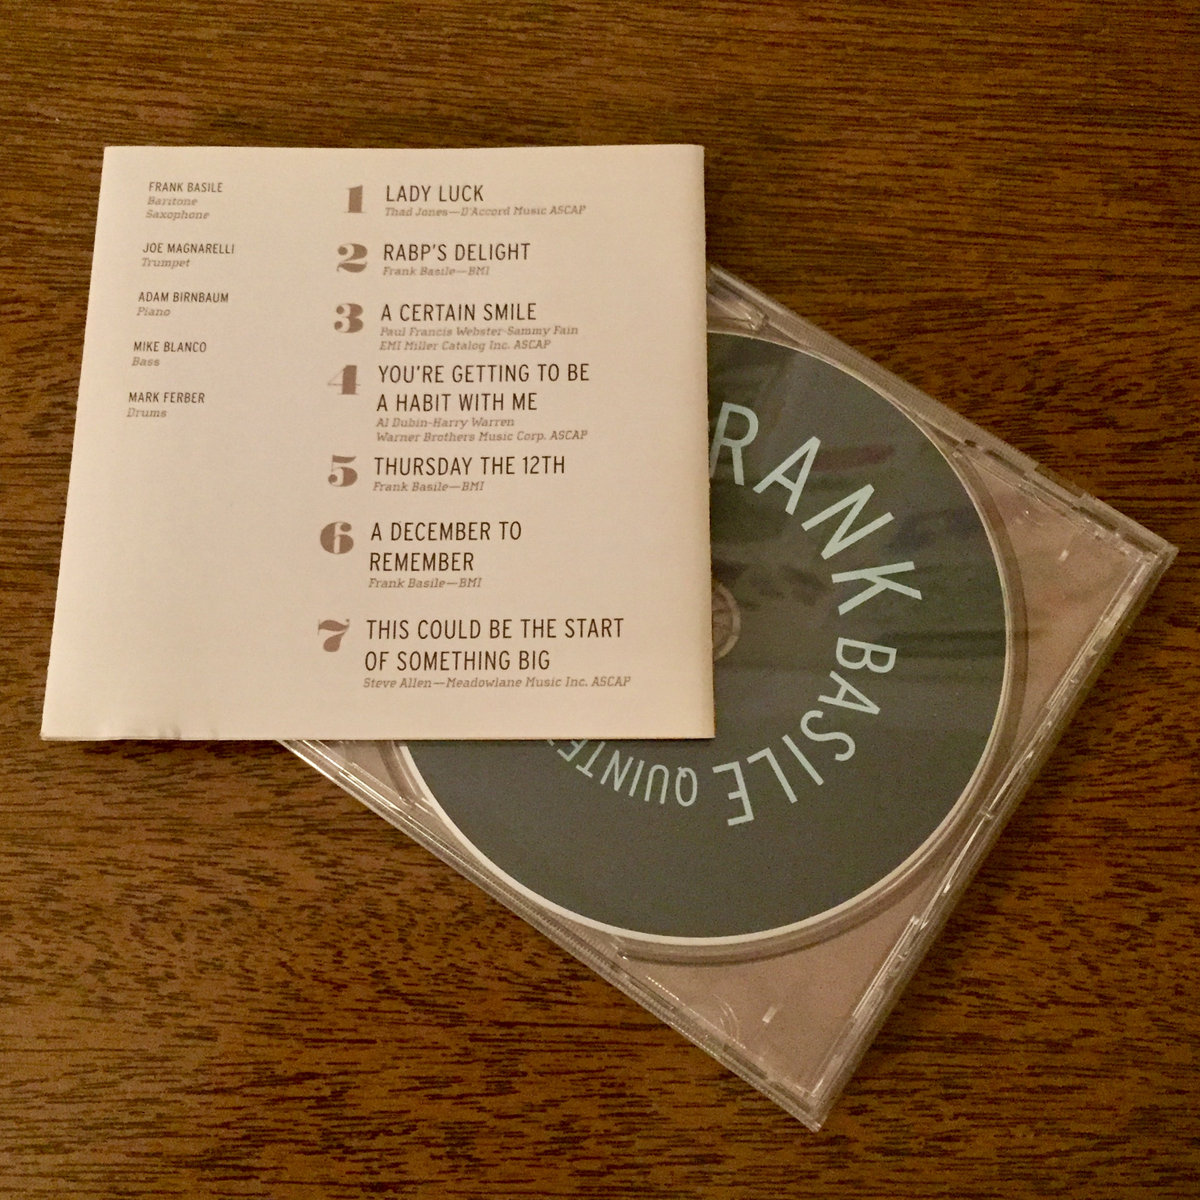 FRANK BASILE
Baritone
Saxophone
JOE MAGNARELLI
Trumpet
ADAM BIRNBAUM
Piano
MIKE BLANCO
Bass
MARK FERBER
Drums
1 LADY LUCK
Thad Jones—D'Accord Music ASCAP
2 RABP'S DELIGHT
Frank Basile—BMI
3 A CERTAIN SMILE
Paul Francis Webster-Sammy Fain
EMI Miller Catalog Inc. ASCAP
4 YOU'RE GETTING TO BE
A HABIT WITH ME
Al Dubin-Harry Warren
Warner Brothers Music Corp. ASCAP
5 THURSDAY THE 12TH
Frank Basile—BMI
6 A DECEMBER TO
REMEMBER
Frank Basile—BMI
7 THIS COULD BE THE START
OF SOMETHING BIG
Steve Allen—Meadowlane Music Inc. ASCAP
RANK BASILE QUINTE